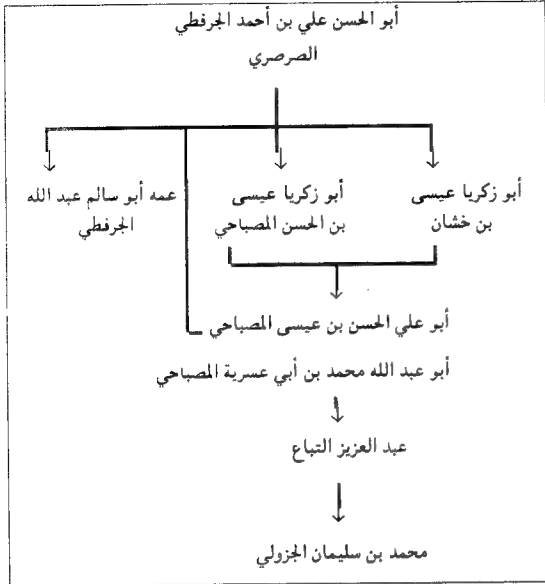 أبو الحسن علي بن أحمد الجرفطي
الصرصري
أبو زكريا عيسى
بن خشان
أبو زكريا عيسى
بن الحسن المصباحي
عمه أبو سالم عبد الله
الجرفطي
أبو علي الحسن بن عيسى المصباحي
أبو عبد الله محمد بن أبي عسرية المصباحي
عبد العزيز التباع
محمد بن سليمان الجزولي